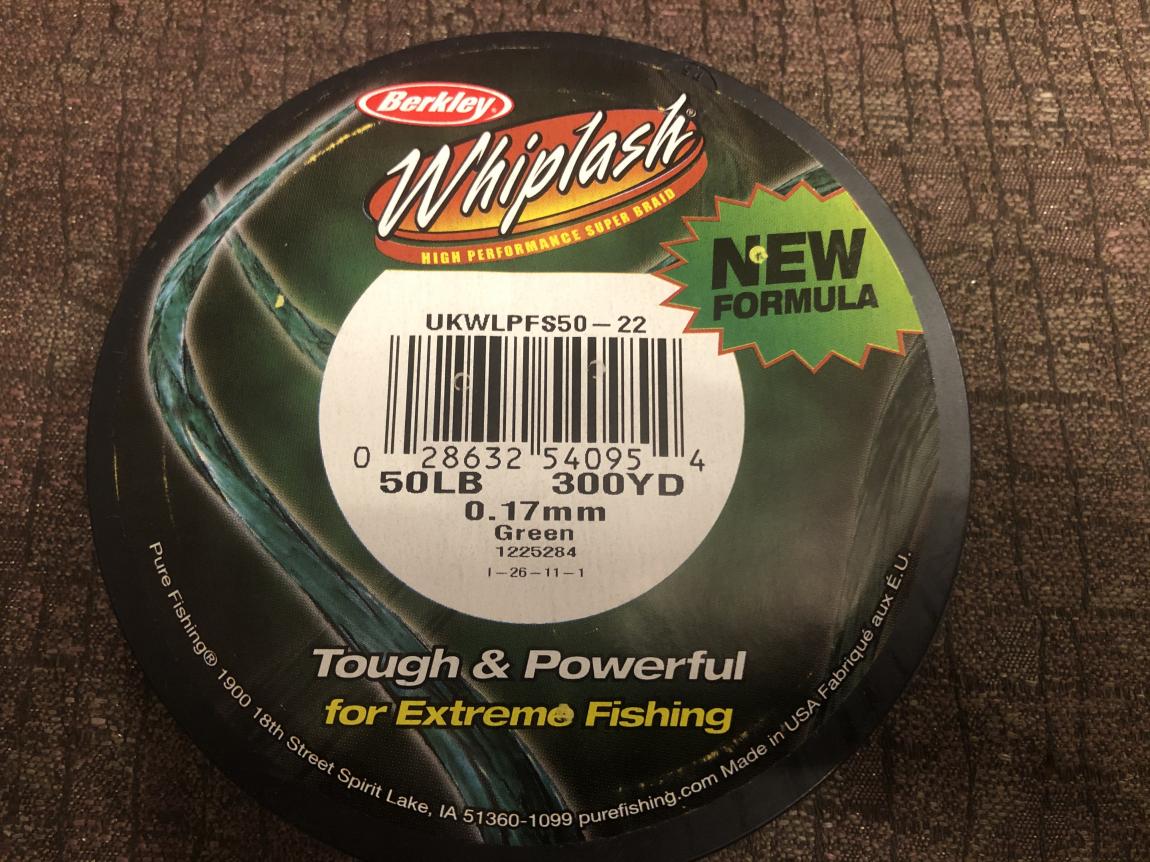 Berkley®
Whiplash®
HIGH PERFORMANCE SUPER BRAID
NEW
FORMULA
UKWLPFS50-22
0 28632 54095 4
50LB 300YD
0.17mm
Green
1225284
I-26-11-1
Tough & Powerful
for Extreme Fishing
Pure Fishing® 1900 18th Street Spirit Lake, IA 51360-1099 purefishing.com Made in USA Fabriqué aux É.U.